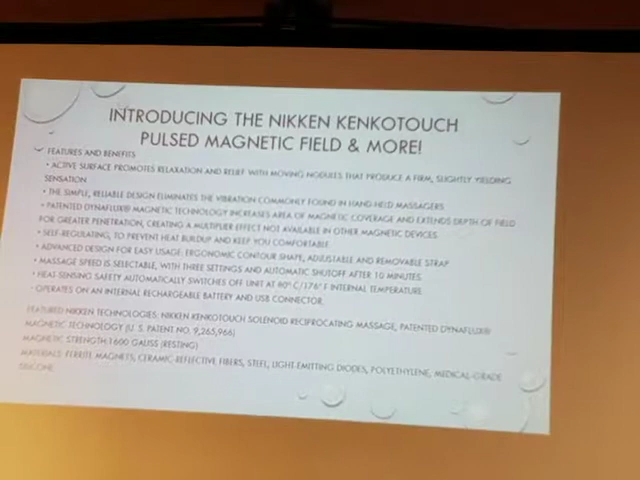 INTRODUCING THE NIKKEN KENKOTOUCH
PULSED MAGNETIC FIELD & MORE!
FEATURES AND BENEFITS
• ACTIVE SURFACE PROMOTES RELAXATION AND RELIEF WITH MOVING NODULES THAT PRODUCE A FIRM, SLIGHTLY YIELDING
SENSATION
• THE SIMPLE, RELIABLE DESIGN ELIMINATES THE VIBRATION COMMONLY FOUND IN HAND-HELD MASSAGERS
• PATENTED DYNAFLUX® MAGNETIC TECHNOLOGY INCREASES AREA OF MAGNETIC COVERAGE AND EXTENDS DEPTH OF FIELD
FOR GREATER PENETRATION, CREATING A MULTIPLIER EFFECT NOT AVAILABLE IN OTHER MAGNETIC DEVICES
• SELF-REGULATING, TO PREVENT HEAT BUILDUP AND KEEP YOU COMFORTABLE
• ADVANCED DESIGN FOR EASY USAGE: ERGONOMIC CONTOUR SHAPE, ADJUSTABLE AND REMOVABLE STRAP
• MASSAGE SPEED IS SELECTABLE, WITH THREE SETTINGS AND AUTOMATIC SHUTOFF AFTER 10 MINUTES
• HEAT-SENSING SAFETY AUTOMATICALLY SWITCHES OFF UNIT AT 80° C/176° F INTERNAL TEMPERATURE
• OPERATES ON AN INTERNAL RECHARGEABLE BATTERY AND USB CONNECTOR.
FEATURED NIKKEN TECHNOLOGIES: NIKKEN KENKOTOUCH SOLENOID RECIPROCATING MASSAGE, PATENTED DYNAFLUX®
MAGNETIC TECHNOLOGY (U. S. PATENT NO. 9,265,966)
MAGNETIC STRENGTH:1600 GAUSS (RESTING)
MATERIALS: FERRITE MAGNETS, CERAMIC-REFLECTIVE FIBERS, STEEL, LIGHT-EMITTING DIODES, POLYETHYLENE, MEDICAL-GRADE
SILICONE